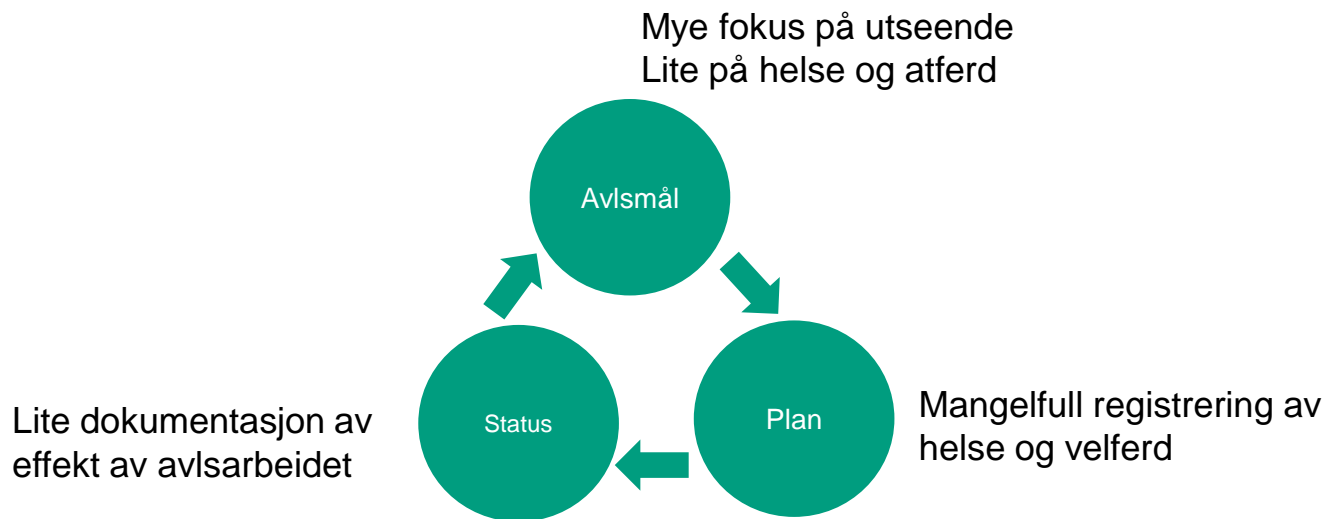 Mye fokus på utseende
Lite på helse og atferd
Avlsmål
Lite dokumentasjon av
effekt av avlsarbeidet
Status
Plan
Mangelfull registrering av
helse og velferd